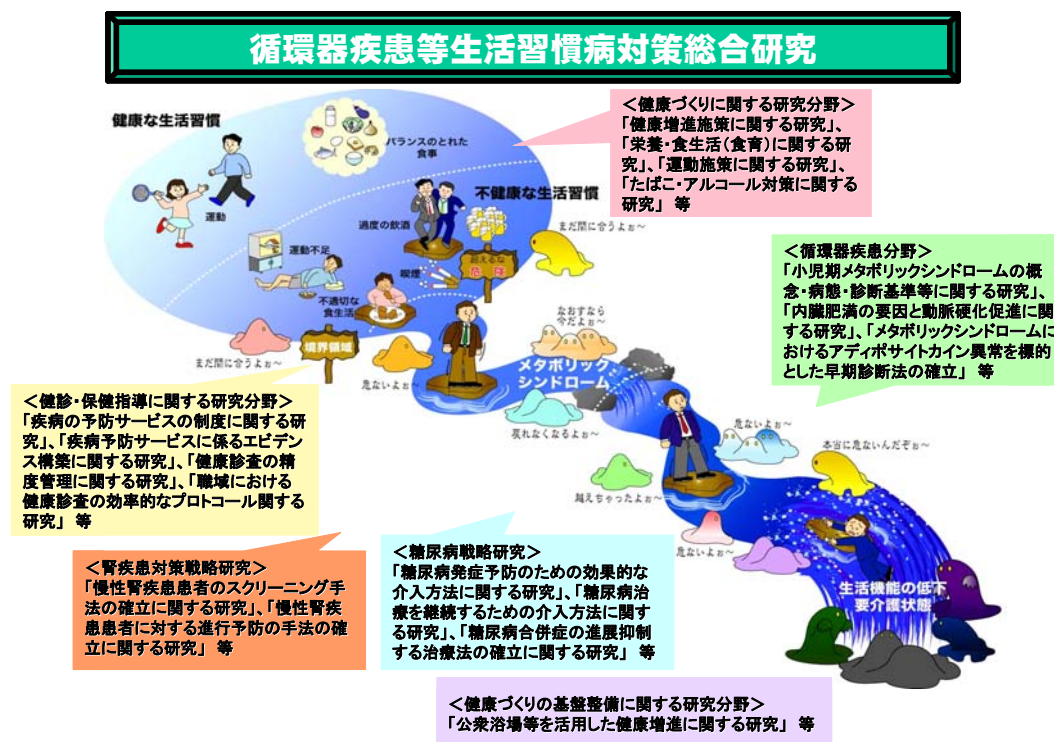 循環器疾患等生活習慣病対策総合研究
健康な生活習慣
バランスのとれた
食事
運動
不健康な生活習慣
過度の飲酒
運動不足
喫煙
不適切な
食生活
超えるな
危険
境界領域
まだ間に合うよぉ～
まだ間に合うよぉ～
危ないよぉ～
なおすなら
今だよぉ～
メタボリック
シンドローム
戻れなくなるよぉ～
危ないよぉ～
越えちゃったよぉ～
本当に危ないんだぞぉ～
危ないよぉ～
生活機能の低下
要介護状態
＜健康づくりに関する研究分野＞
「健康増進施策に関する研究」、
「栄養・食生活（食育）に関する研
究」、「運動施策に関する研究」、
「たばこ・アルコール対策に関する
研究」 等
＜循環器疾患分野＞
「小児期メタボリックシンドロームの概
念・病態・診断基準等に関する研究」、
「内臓肥満の要因と動脈硬化促進に関
する研究」、「メタボリックシンドロームに
おけるアディポサイトカイン異常を標的
とした早期診断法の確立」 等
＜健診・保健指導に関する研究分野＞
「疾病の予防サービスの制度に関する研
究」、「疾病予防サービスに係るエビデン
ス構築に関する研究」、「健康診査の精
度管理に関する研究」、「職域における
健康診査の効率的なプロトコール関する
研究」 等
＜腎疾患対策戦略研究＞
「慢性腎疾患患者のスクリーニング手
法の確立に関する研究」、「慢性腎疾
患患者に対する進行予防の手法の確
立に関する研究」 等
＜糖尿病戦略研究＞
「糖尿病発症予防のための効果的な
介入方法に関する研究」、「糖尿病治
療を継続するための介入方法に関す
る研究」、「糖尿病合併症の進展抑制
する治療法の確立に関する研究」 等
＜健康づくりの基盤整備に関する研究分野＞
「公衆浴場等を活用した健康増進に関する研究」 等